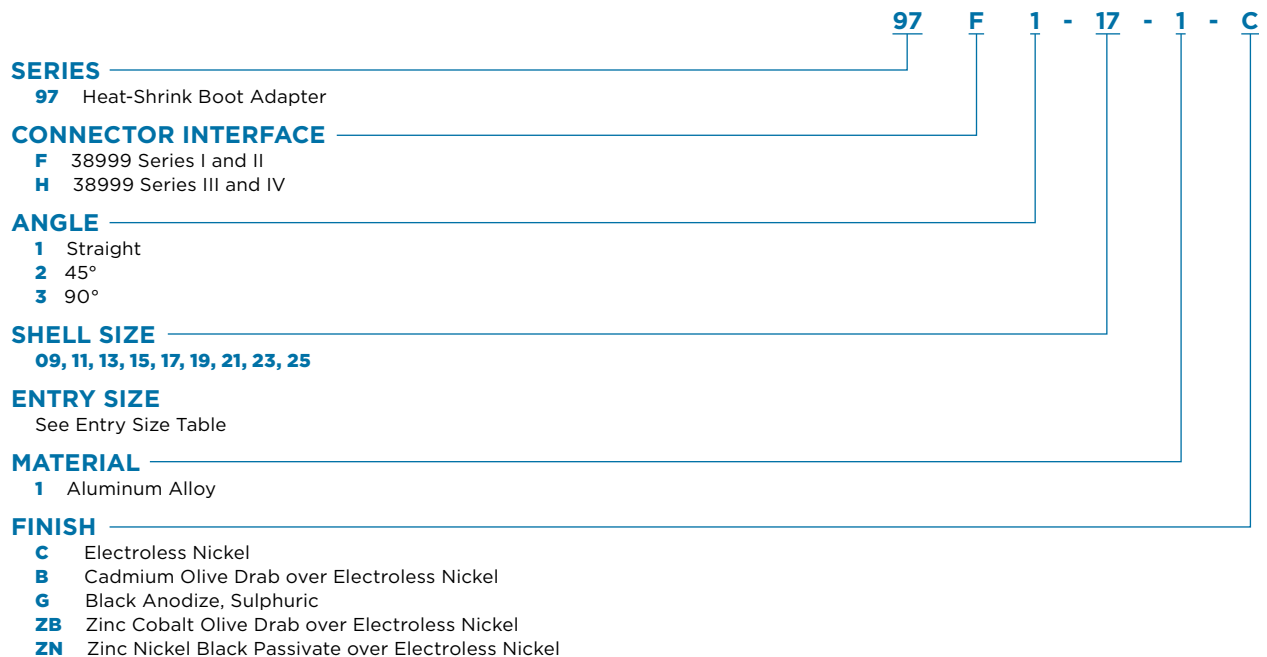 97 F 1 - 17 - 1 - C
SERIES
97 Heat-Shrink Boot Adapter
CONNECTOR INTERFACE
F 38999 Series I and II
H 38999 Series III and IV
ANGLE
1 Straight
2 45°
3 90°
SHELL SIZE
09, 11, 13, 15, 17, 19, 21, 23, 25
ENTRY SIZE
See Entry Size Table
MATERIAL
1 Aluminum Alloy
FINISH
C Electroless Nickel
B Cadmium Olive Drab over Electroless Nickel
G Black Anodize, Sulphuric
ZB Zinc Cobalt Olive Drab over Electroless Nickel
ZN Zinc Nickel Black Passivate over Electroless Nickel